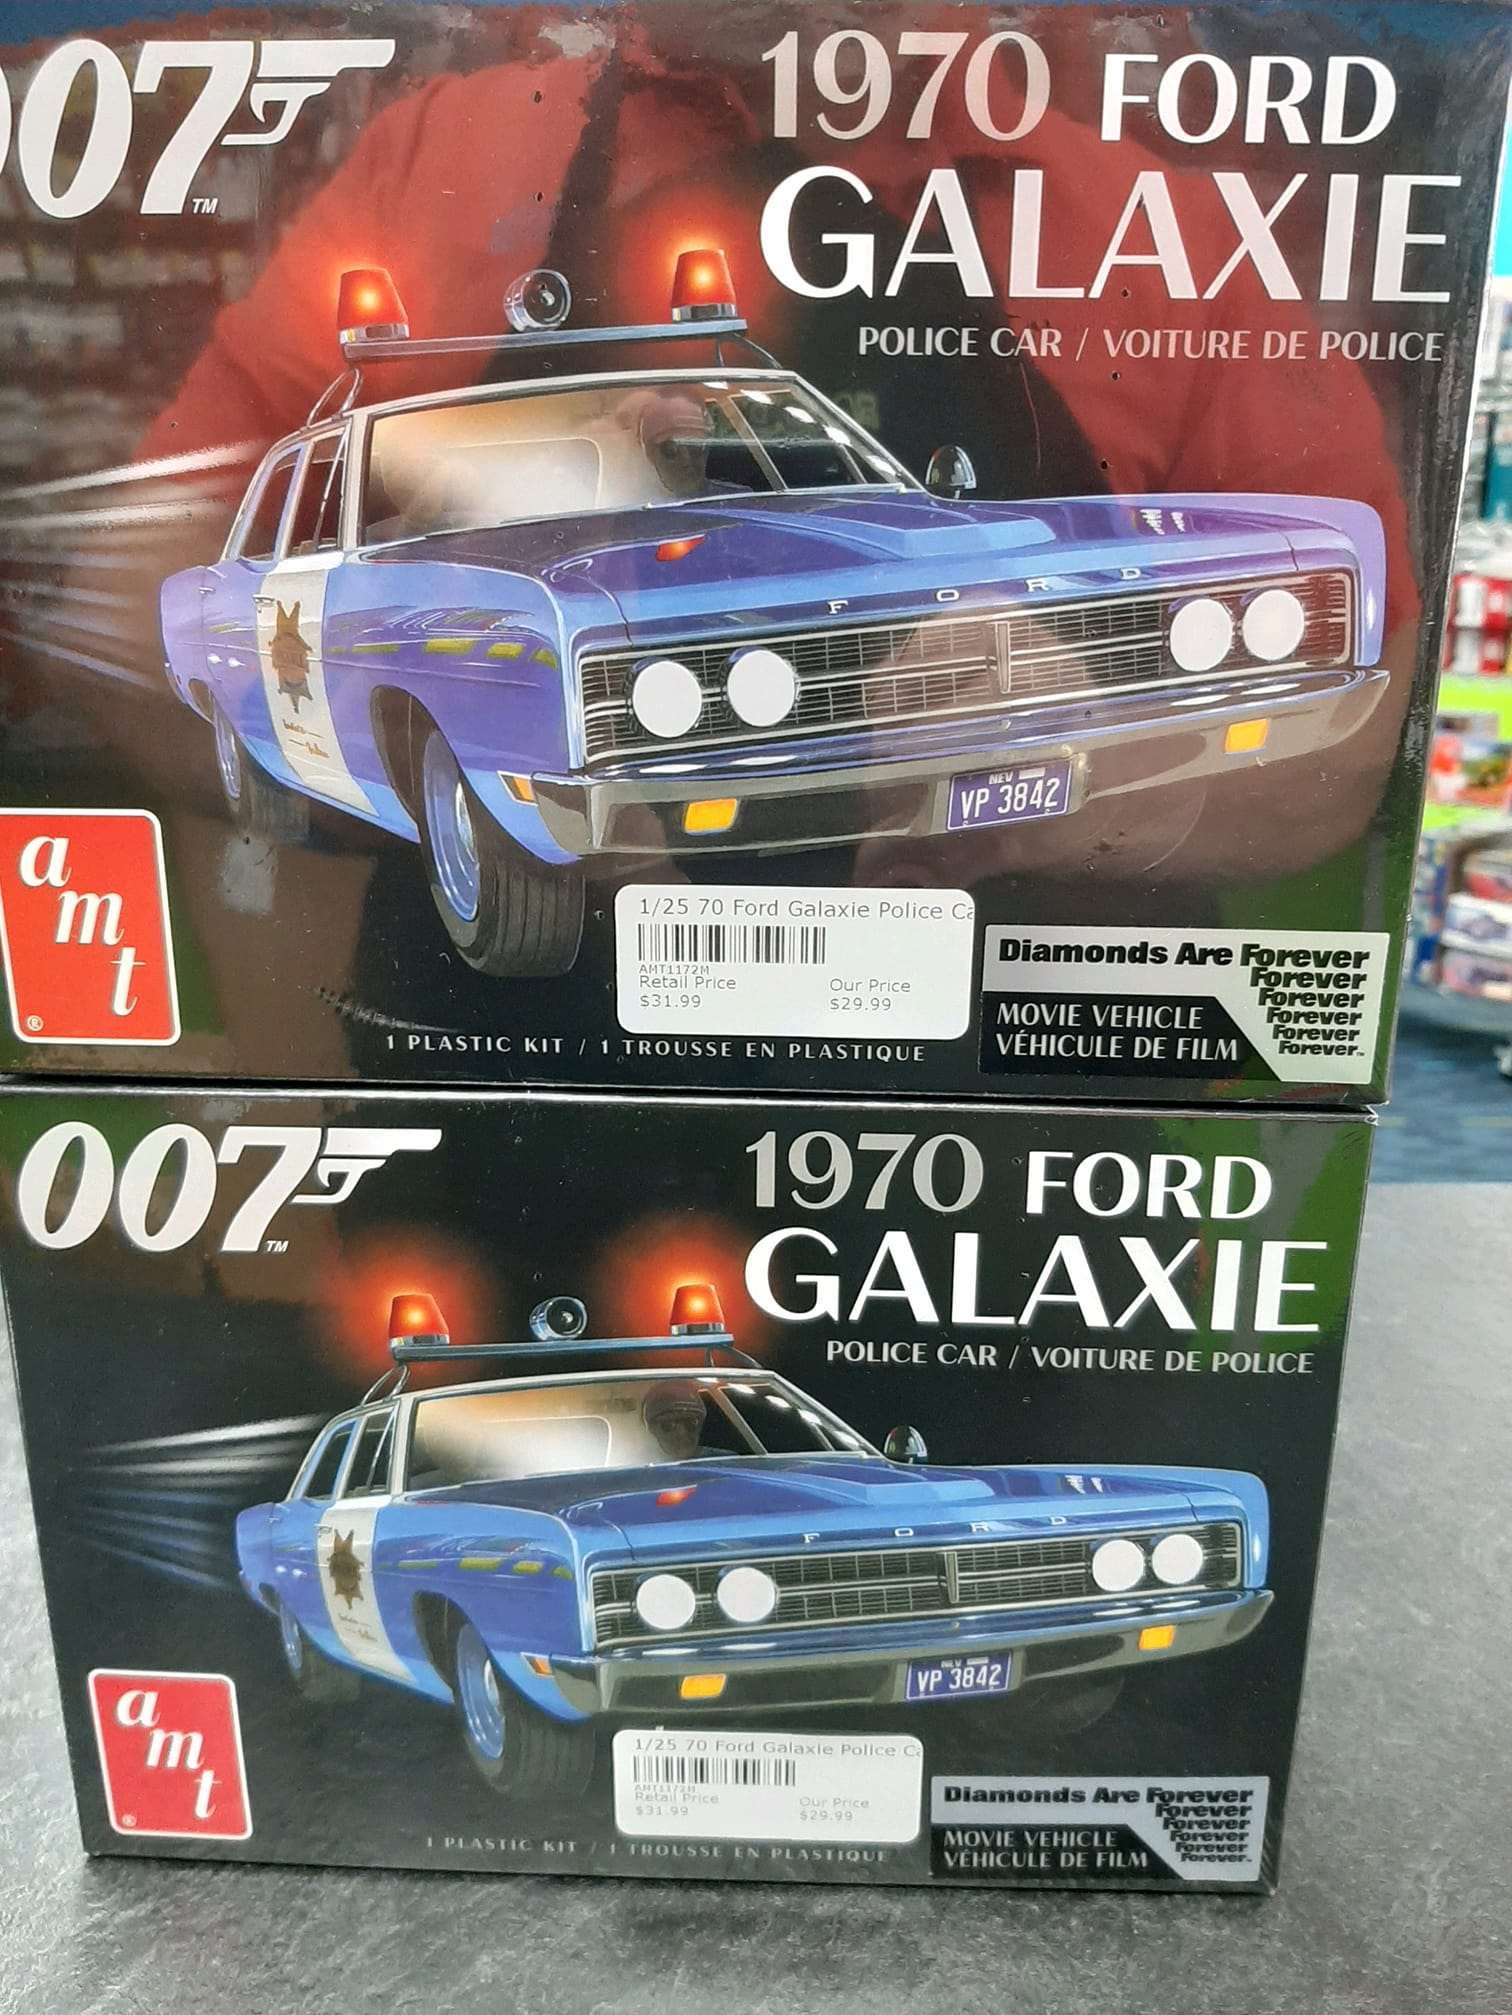 007 TM
1970 FORD
GALAXIE
POLICE CAR / VOITURE DE POLICE
FORD
NEV
VP 3842
a
m
t
®
1/25 70 Ford Galaxie Police Ca
AMT1172M
Retail Price
Our Price
$31.99
$29.99
1 PLASTIC KIT / 1 TROUSSE EN PLASTIQUE
Diamonds Are Forever
Forever
Forever
Forever
Forever
Forever™
MOVIE VEHICLE
VÉHICULE DE FILM
007 TM
1970 FORD
GALAXIE
POLICE CAR / VOITURE DE POLICE
FORD
NEV
VP 3842
a
m
t
®
1/25 70 Ford Galaxie Police Ca
AMT1172M
Retail Price
Our Price
$31.99
$29.99
1 PLASTIC KIT / 1 TROUSSE EN PLASTIQUE
Diamonds Are Forever
Forever
Forever
Forever
Forever
Forever™
MOVIE VEHICLE
VÉHICULE DE FILM